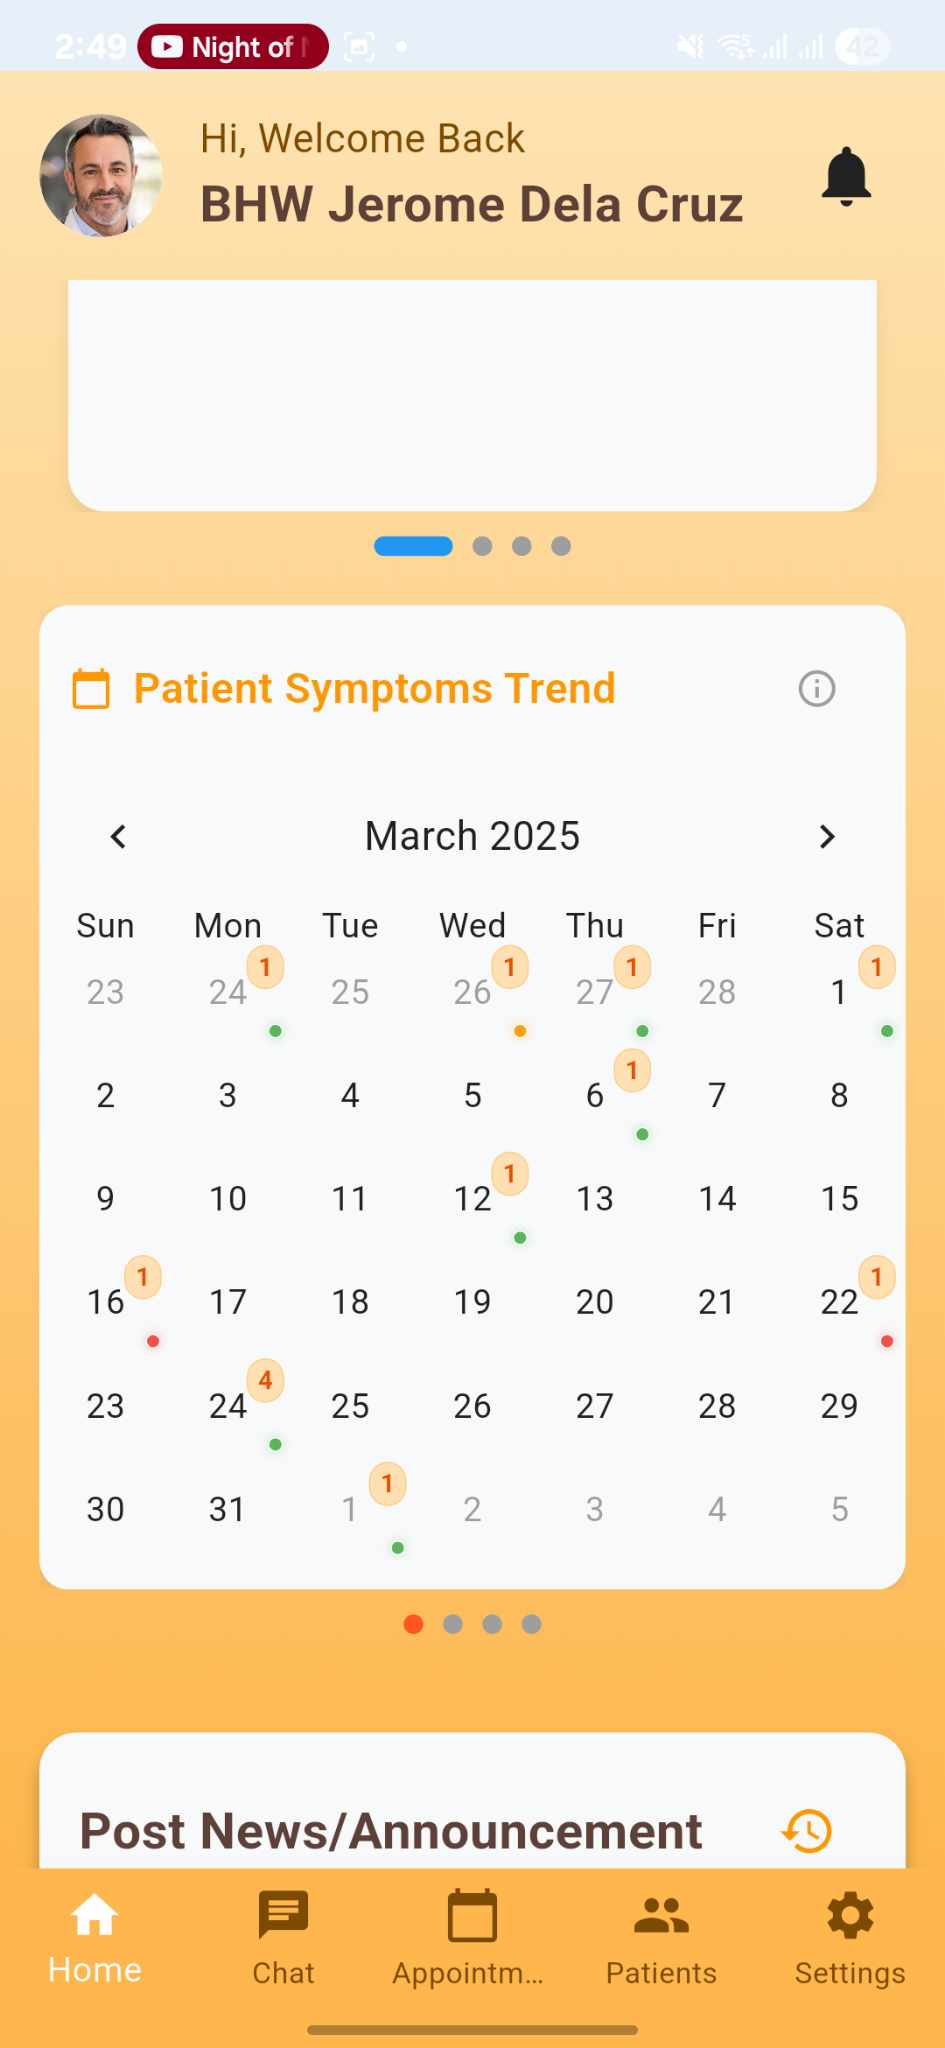 2:49 Night of 42
Hi, Welcome Back
BHW Jerome Dela Cruz
Patient Symptoms Trend
March 2025
Sun Mon Tue Wed Thu Fri Sat
23 24 1 25 26 1 27 1 28 1 1
2 3 4 5 6 1 7 8
9 10 11 12 1 13 14 15
16 1 17 18 19 20 21 22 1
23 24 4 25 26 27 28 29
30 31 1 1 2 3 4 5
Post News/Announcement
Home Chat Appointm... Patients Settings